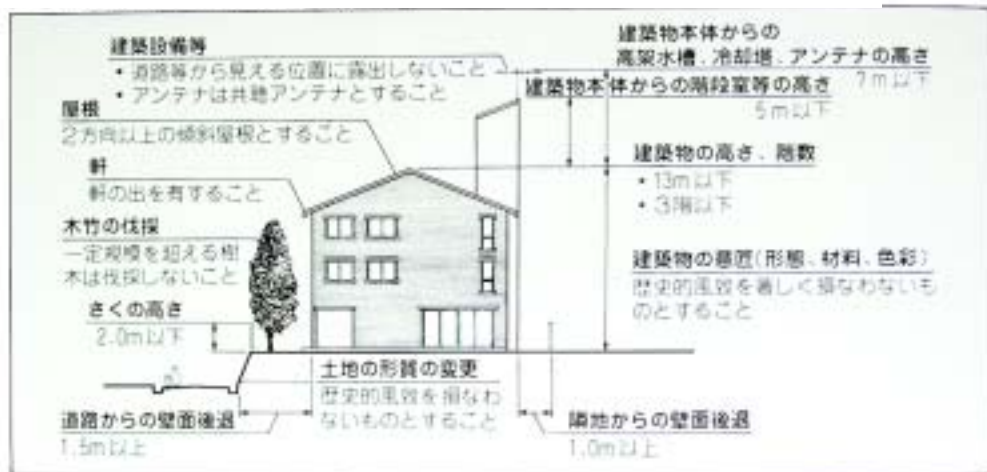 建築設備等
・道路等から見える位置に露出しないこと
・アンテナは共聴アンテナとすること
屋根
2方向以上の傾斜屋根とすること
軒
軒の出を有すること
木竹の伐採
一定規模を超える樹
木は伐採しないこと
さくの高さ
2.0m以下
道路からの壁面後退
1.5m以上
土地の形質の変更
歴史的風致を損なわ
ないものとすること
建築物本体からの
高架水槽、冷却塔、アンテナの高さ
7m以下
建築物本体からの階段室等の高さ
5m以下
建築物の高さ、階数
・13m以下
・3階以下
建築物の意匠(形態、材料、色彩)
歴史的風致を著しく損なわないも
のとすること
隣地からの壁面後退
1.0m以上